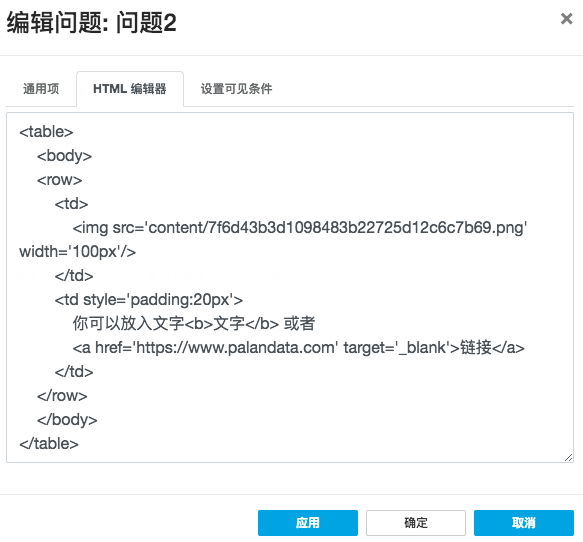 编辑问题: 问题2
×
通用项 HTML 编辑器 设置可见条件
<table>
<body>
<row>
<td>
<img src='content/7f6d43b3d1098483b22725d12c6c7b69.png'
width='100px'/>
</td>
<td style='padding:20px'>
你可以放入文字<b>文字</b> 或者
<a href='https://www.palandata.com' target='_blank'>链接</a>
</td>
</row>
</body>
</table>
应用 确定 取消